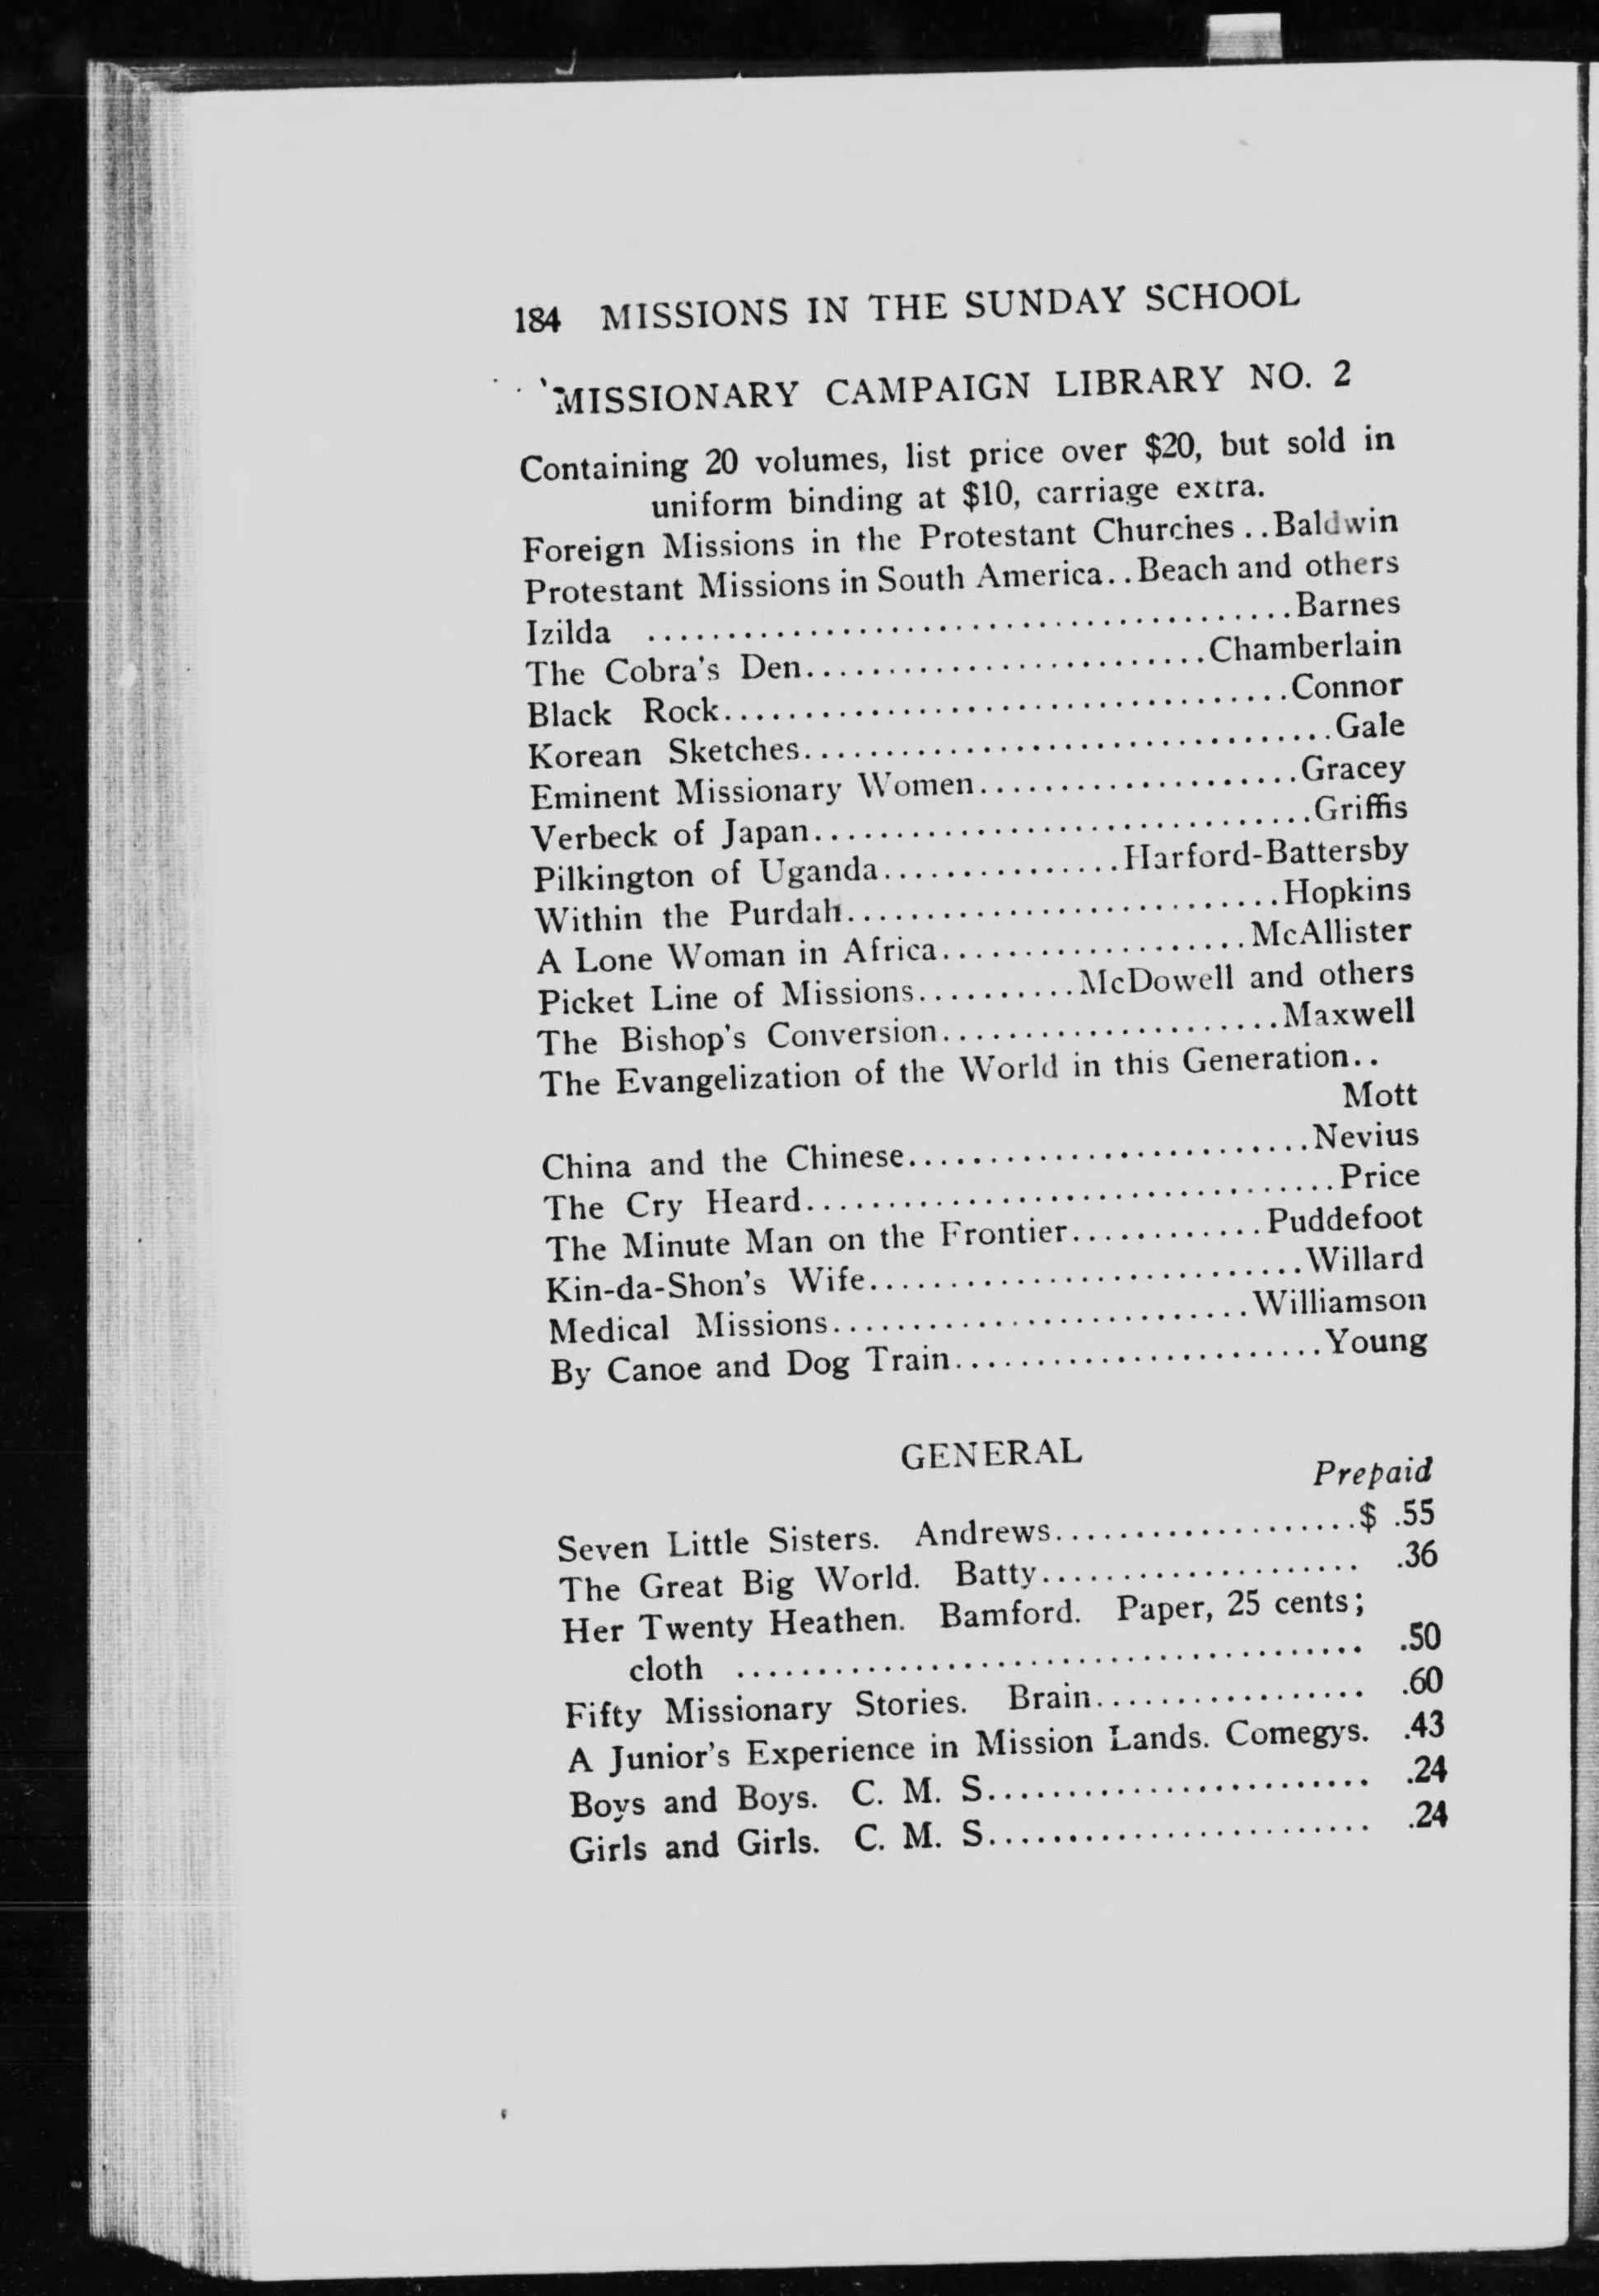 184 MISSIONS IN THE SUNDAY SCHOOL
MISSIONARY CAMPAIGN LIBRARY NO. 2
Containing 20 volumes, list price over $20, but sold in
uniform binding at $10, carriage extra.
Foreign Missions in the Protestant Churches..Baldwin
Protestant Missions in South America..Beach and others
Izilda ........................................Barnes
The Cobra's Den.........................Chamberlain
Black Rock...................................Connor
Korean Sketches.................................Gale
Eminent Missionary Women....................Gracey
Verbeck of Japan...............................Griffis
Pilkington of Uganda...............Harford-Battersby
Within the Purdah...........................Hopkins
A Lone Woman in Africa...................McAllister
Picket Line of Missions..........McDowell and others
The Bishop's Conversion.....................Maxwell
The Evangelization of the World in this Generation..
Mott
China and the Chinese.........................Nevius
The Cry Heard.................................Price
The Minute Man on the Frontier............Puddefoot
Kin-da-Shon's Wife...........................Willard
Medical Missions..........................Williamson
By Canoe and Dog Train.......................Young
GENERAL
Prepaid
Seven Little Sisters. Andrews...................$ .55
The Great Big World. Batty.................... .36
Her Twenty Heathen. Bamford. Paper, 25 cents;
cloth ....................................... .50
Fifty Missionary Stories. Brain................. .60
A Junior's Experience in Mission Lands. Comegys. .43
Boys and Boys. C. M. S........................ .24
Girls and Girls. C. M. S........................ .24